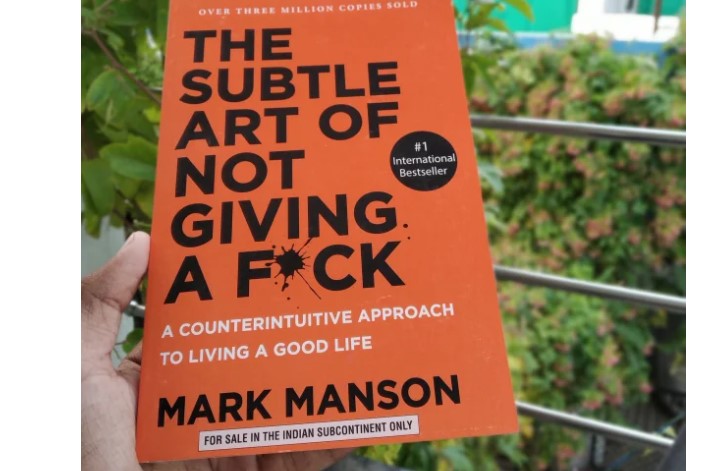 OVER THREE MILLION COPIES SOLD
THE
SUBTLE
ART OF
NOT
GIVING
A F*CK
#1
International
Bestseller
A COUNTERINTUITIVE APPROACH
TO LIVING A GOOD LIFE
MARK MANSON
FOR SALE IN THE INDIAN SUBCONTINENT ONLY